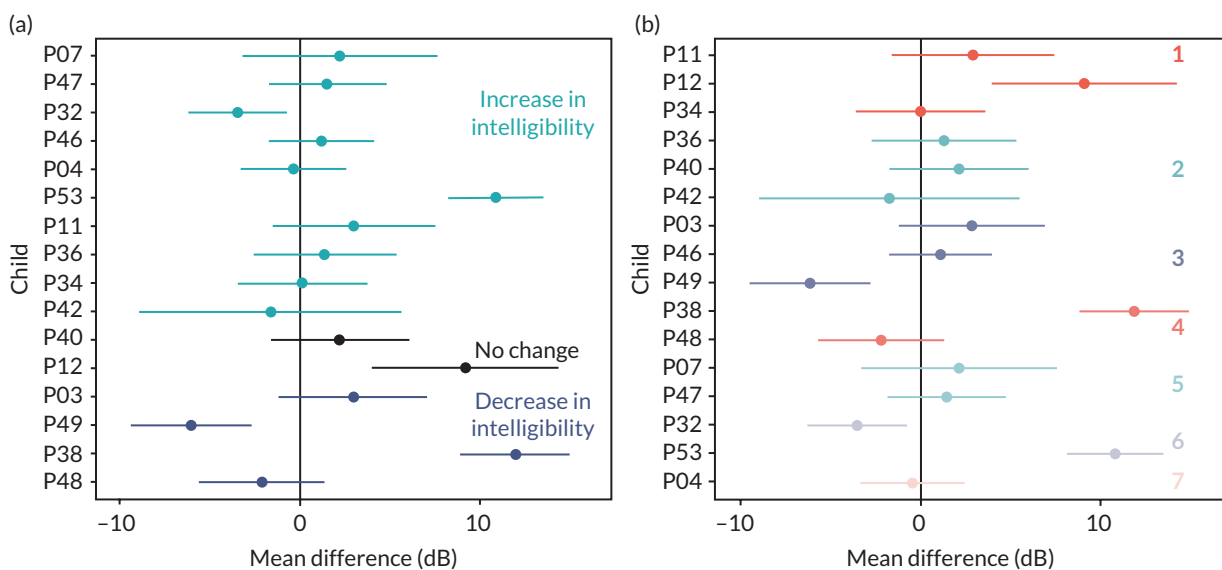 (a)
P07
P47
P32
P46
P04
P53
P11
P36
P34
P42
P40
P12
P03
P49
P38
P48
Child
Increase in
intelligibility
No change
Decrease in
intelligibility
−10
0
10
Mean difference (dB)
(b)
P11
P12
P34
P36
P40
P42
P03
P46
P49
P38
P48
P07
P47
P32
P53
P04
Child
1
2
3
4
5
6
7
−10
0
10
Mean difference (dB)